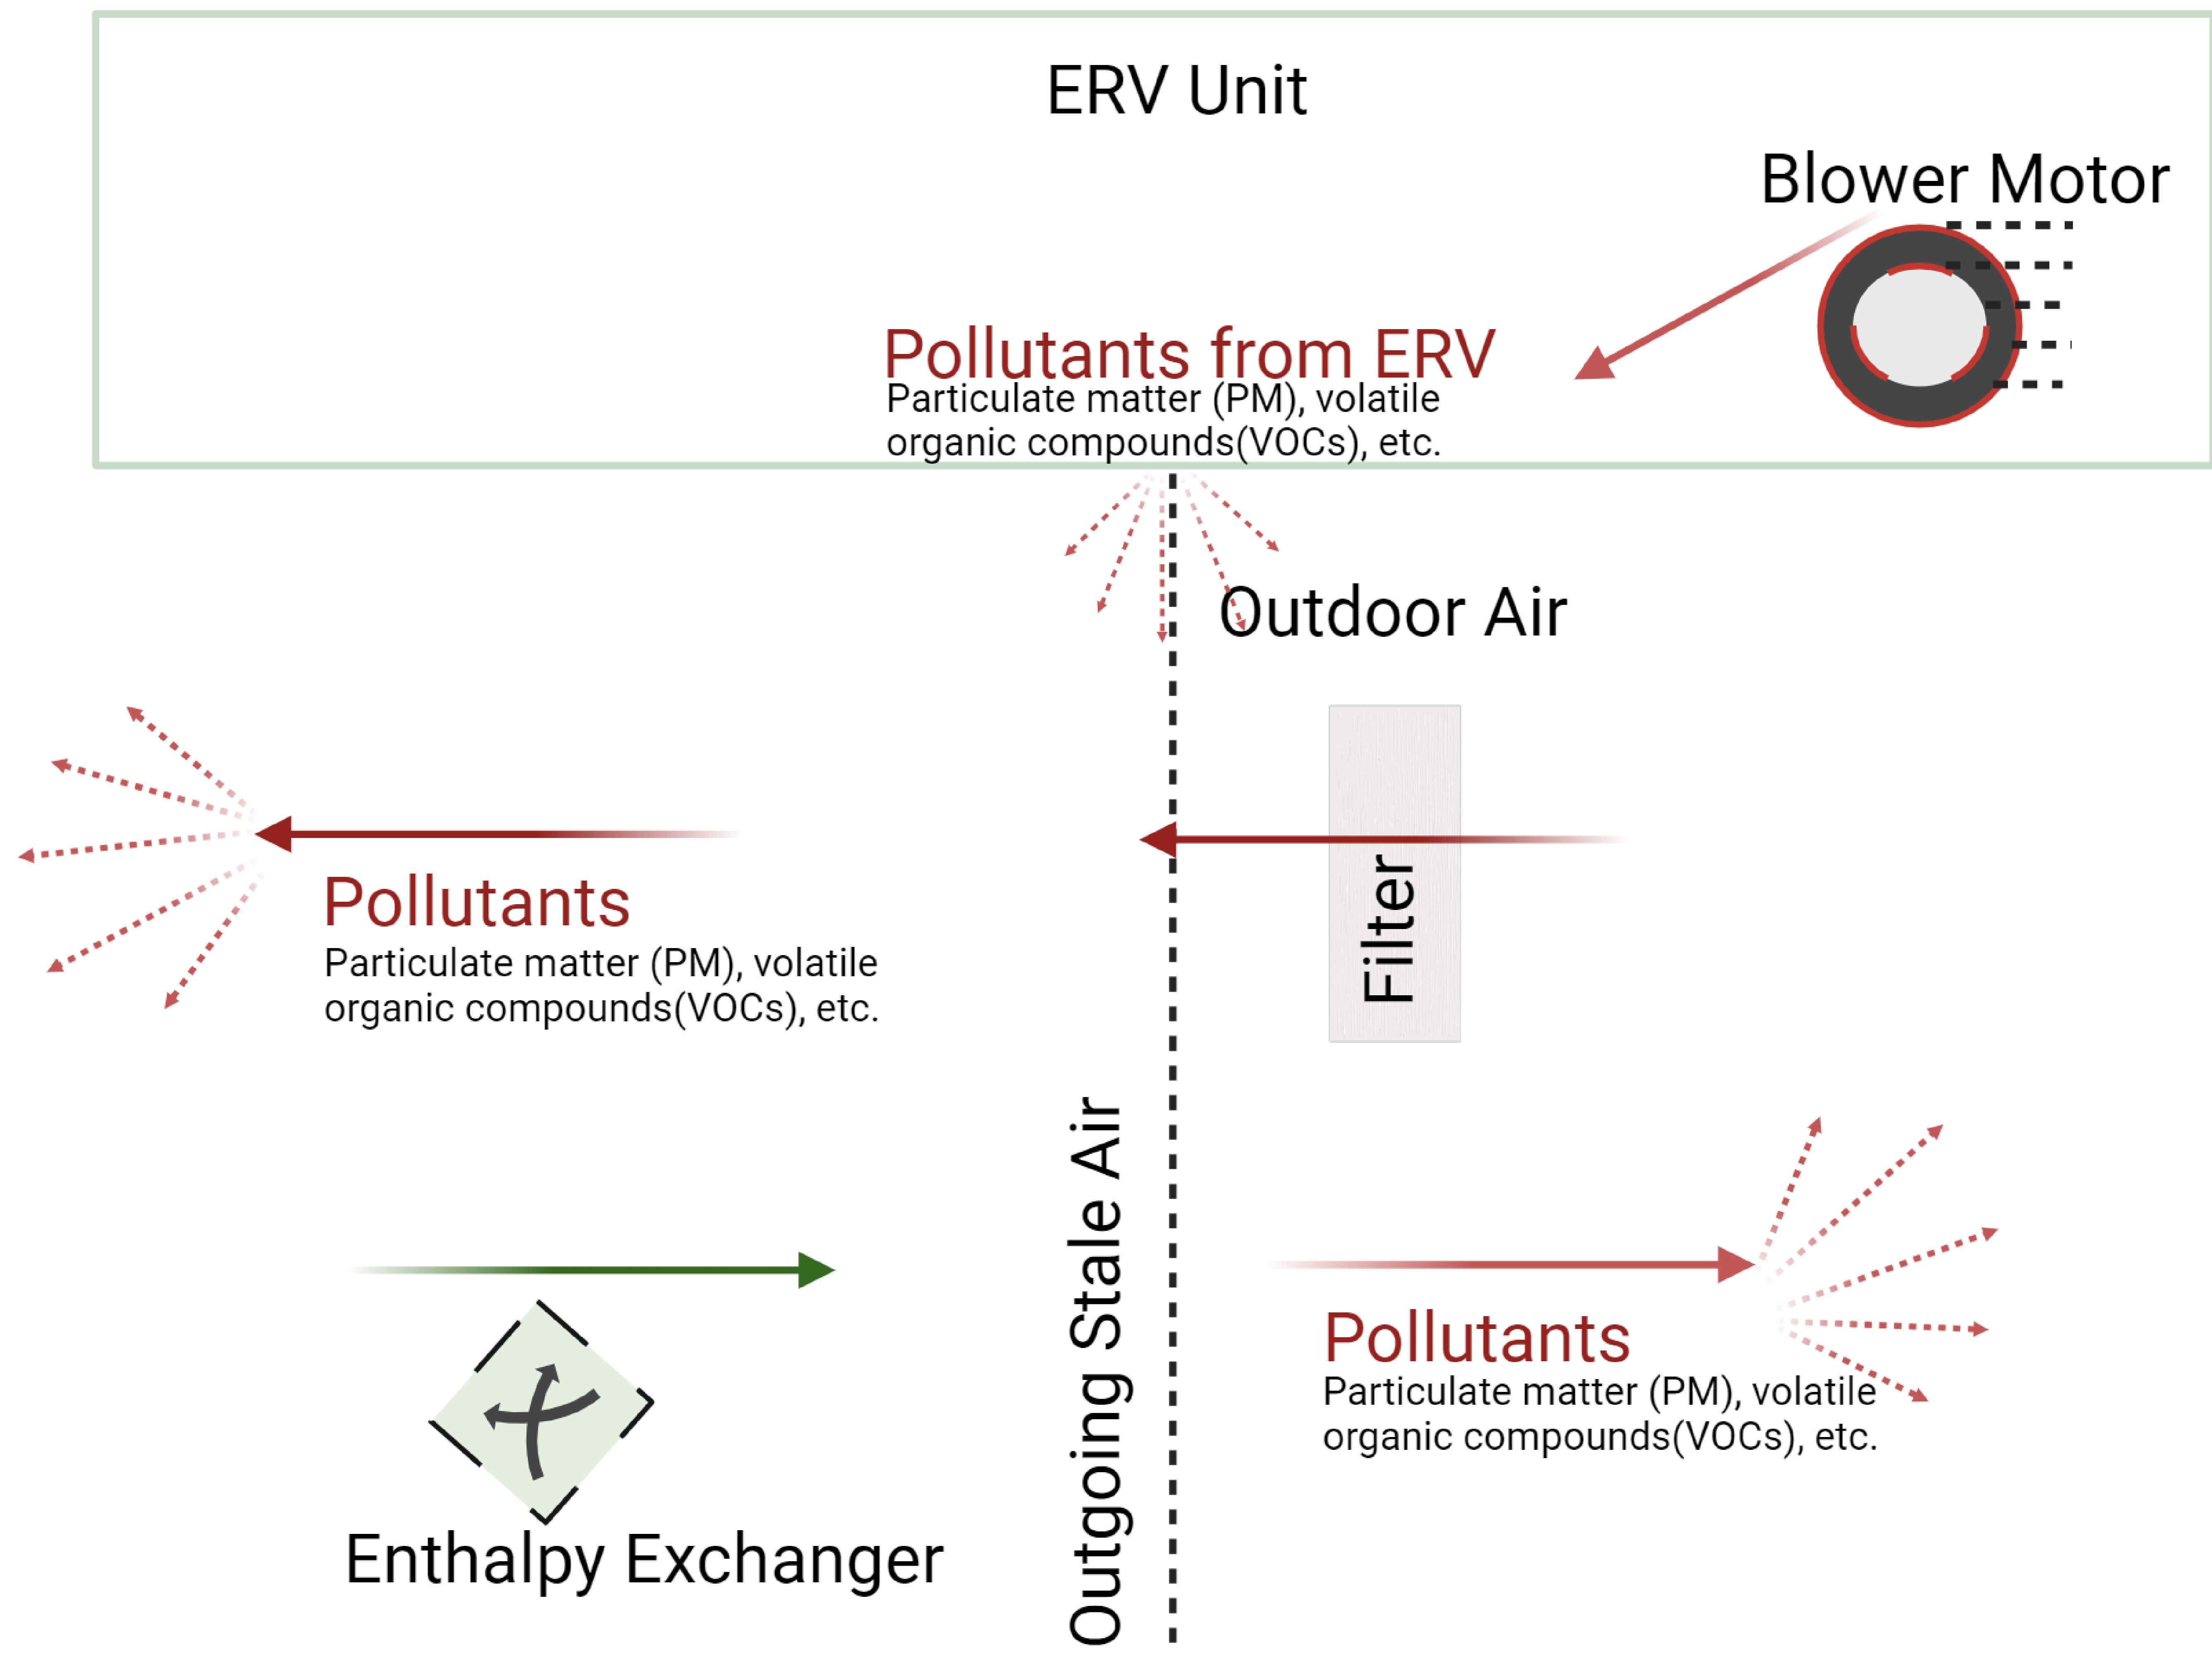 ERV Unit
Blower Motor
Pollutants from ERV
Particulate matter (PM), volatile
organic compounds(VOCs), etc.
Outdoor Air
Filter
Pollutants
Particulate matter (PM), volatile
organic compounds(VOCs), etc.
Outgoing Stale Air
Pollutants
Particulate matter (PM), volatile
organic compounds(VOCs), etc.
Enthalpy Exchanger